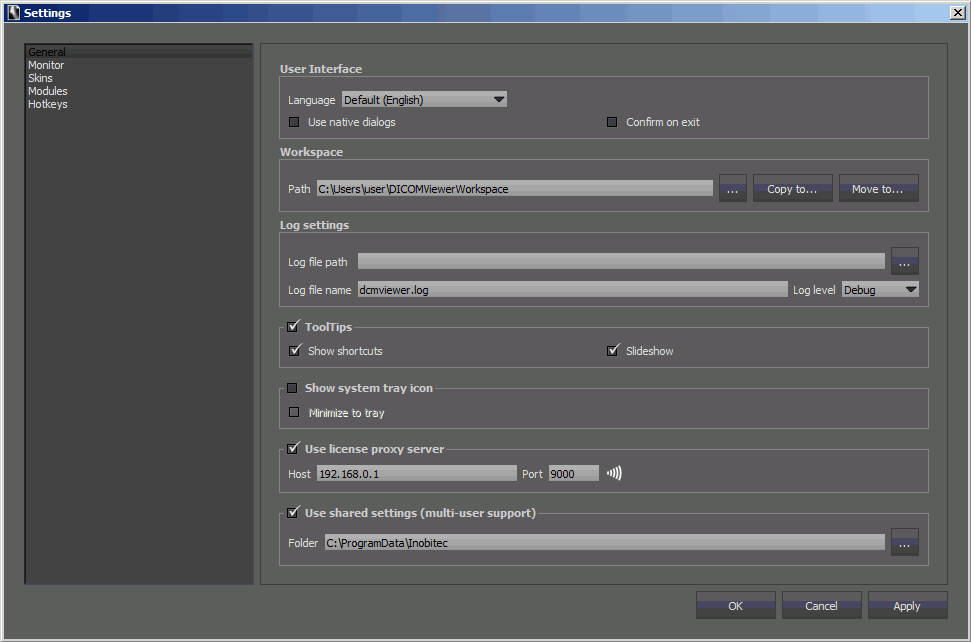 Settings
General
Monitor
Skins
Modules
Hotkeys
User Interface
Language Default (English)
Use native dialogs Confirm on exit
Workspace
Path C:\Users\user\DICOMViewerWorkspace ... Copy to... Move to...
Log settings
Log file path ...
Log file name dcmviewer.log Log level Debug
ToolTips
Show shortcuts Slideshow
Show system tray icon
Minimize to tray
Use license proxy server
Host 192.168.0.1 Port 9000
Use shared settings (multi-user support)
Folder C:\ProgramData\Inobitec ...
OK Cancel Apply